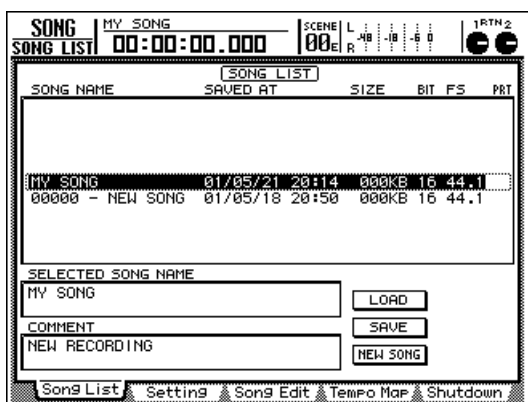 SONG MY SONG SCENE L -48 -18 -6 0 1RTN2
SONG LIST 00:00:00.000 00E R
SONG LIST
SONG NAME SAVED AT SIZE BIT FS PRT
MY SONG 01/05/21 20:14 000KB 16 44.1
00000 - NEW SONG 01/05/18 20:50 000KB 16 44.1
SELECTED SONG NAME
MY SONG
LOAD
COMMENT
SAVE
NEW RECORDING
NEW SONG
Song List Setting Song Edit Tempo Map Shutdown